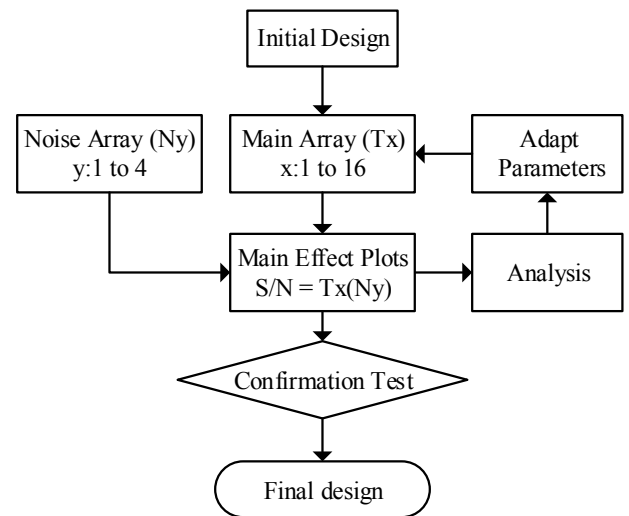 Initial Design
Noise Array (Ny)
y:1 to 4
Main Array (Tx)
x:1 to 16
Adapt
Parameters
Main Effect Plots
S/N = Tx(Ny)
Analysis
Confirmation Test
Final design